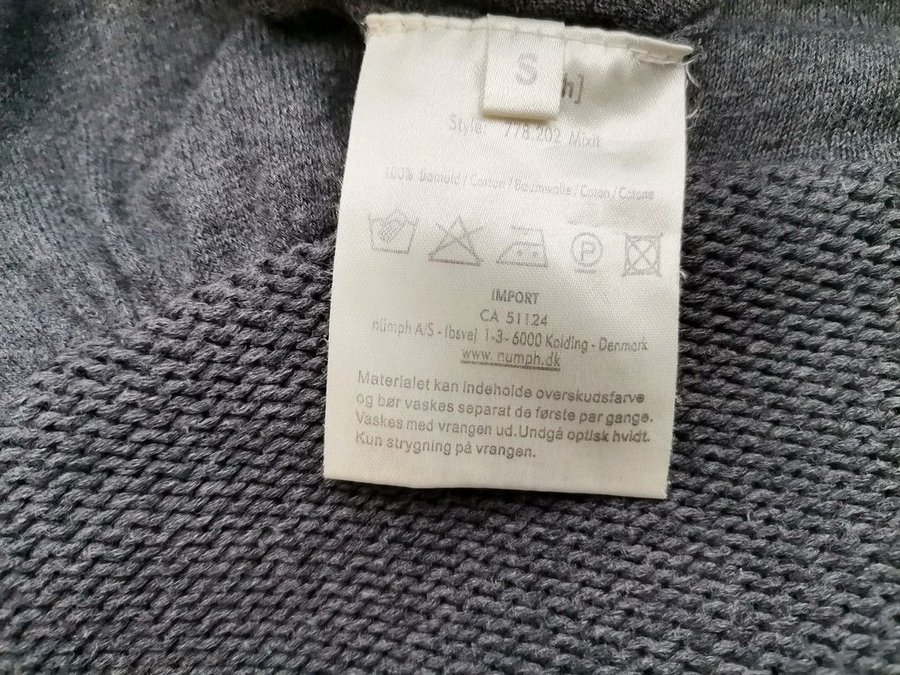 S
h]
Style: 778.202 Mixit
100% Bomuld / Cotton / Baumwolle / Coton / Cotone
P
IMPORT
CA 51124
nümph A/S - Ibsvej 1-3 - 6000 Kolding - Denmark
www.numph.dk
Materialet kan indeholde overskudsfarve
og bør vaskes separat de første par gange.
Vaskes med vrangen ud. Undgå optisk hvidt.
Kun strygning på vrangen.